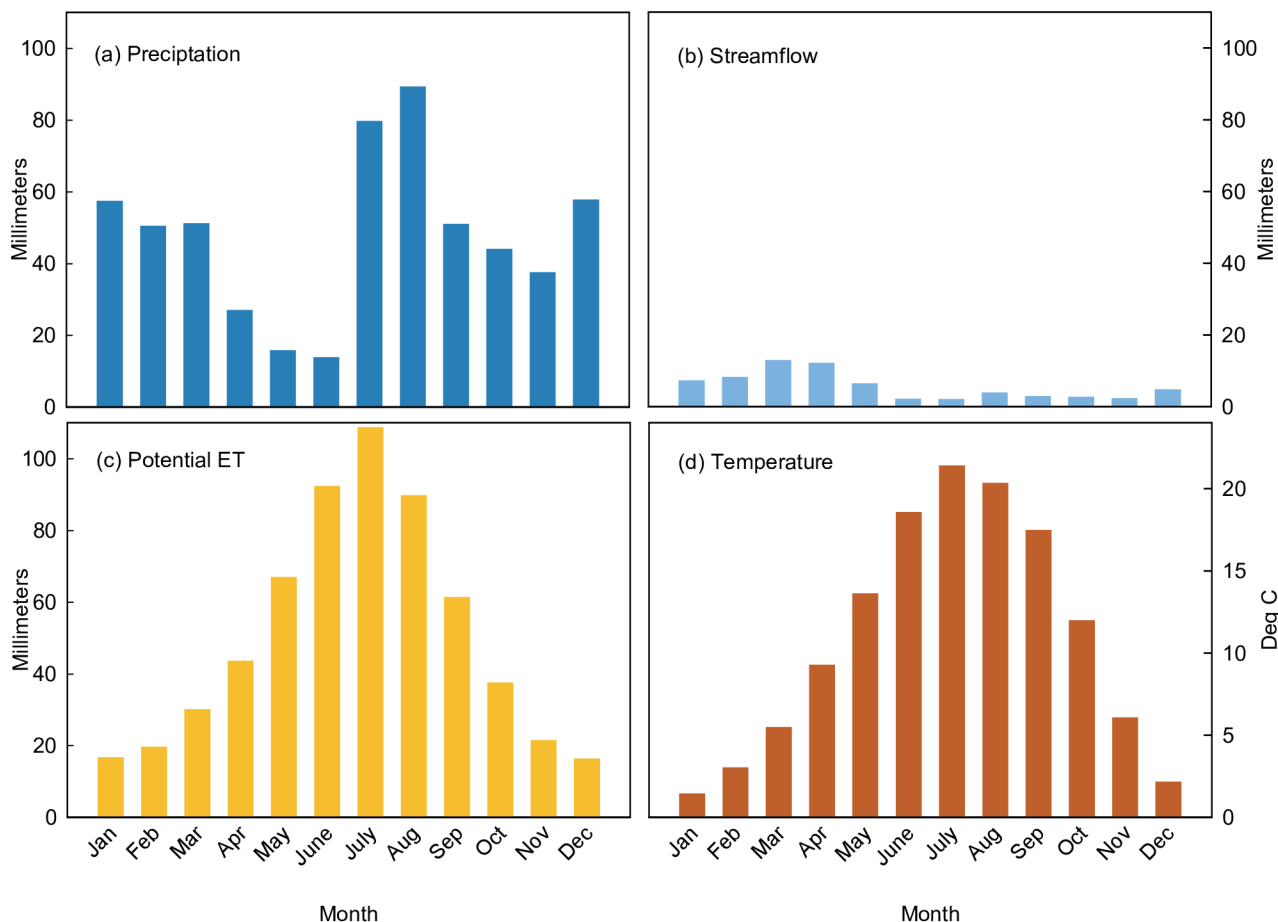 (a) Preciptation
100
80
60
40
20
0
Millimeters
(b) Streamflow
100
80
60
40
20
0
Millimeters
(c) Potential ET
100
80
60
40
20
0
Millimeters
Jan Feb Mar Apr May June July Aug Sep Oct Nov Dec
Month
(d) Temperature
20
15
10
5
0
Deg C
Jan Feb Mar Apr May June July Aug Sep Oct Nov Dec
Month